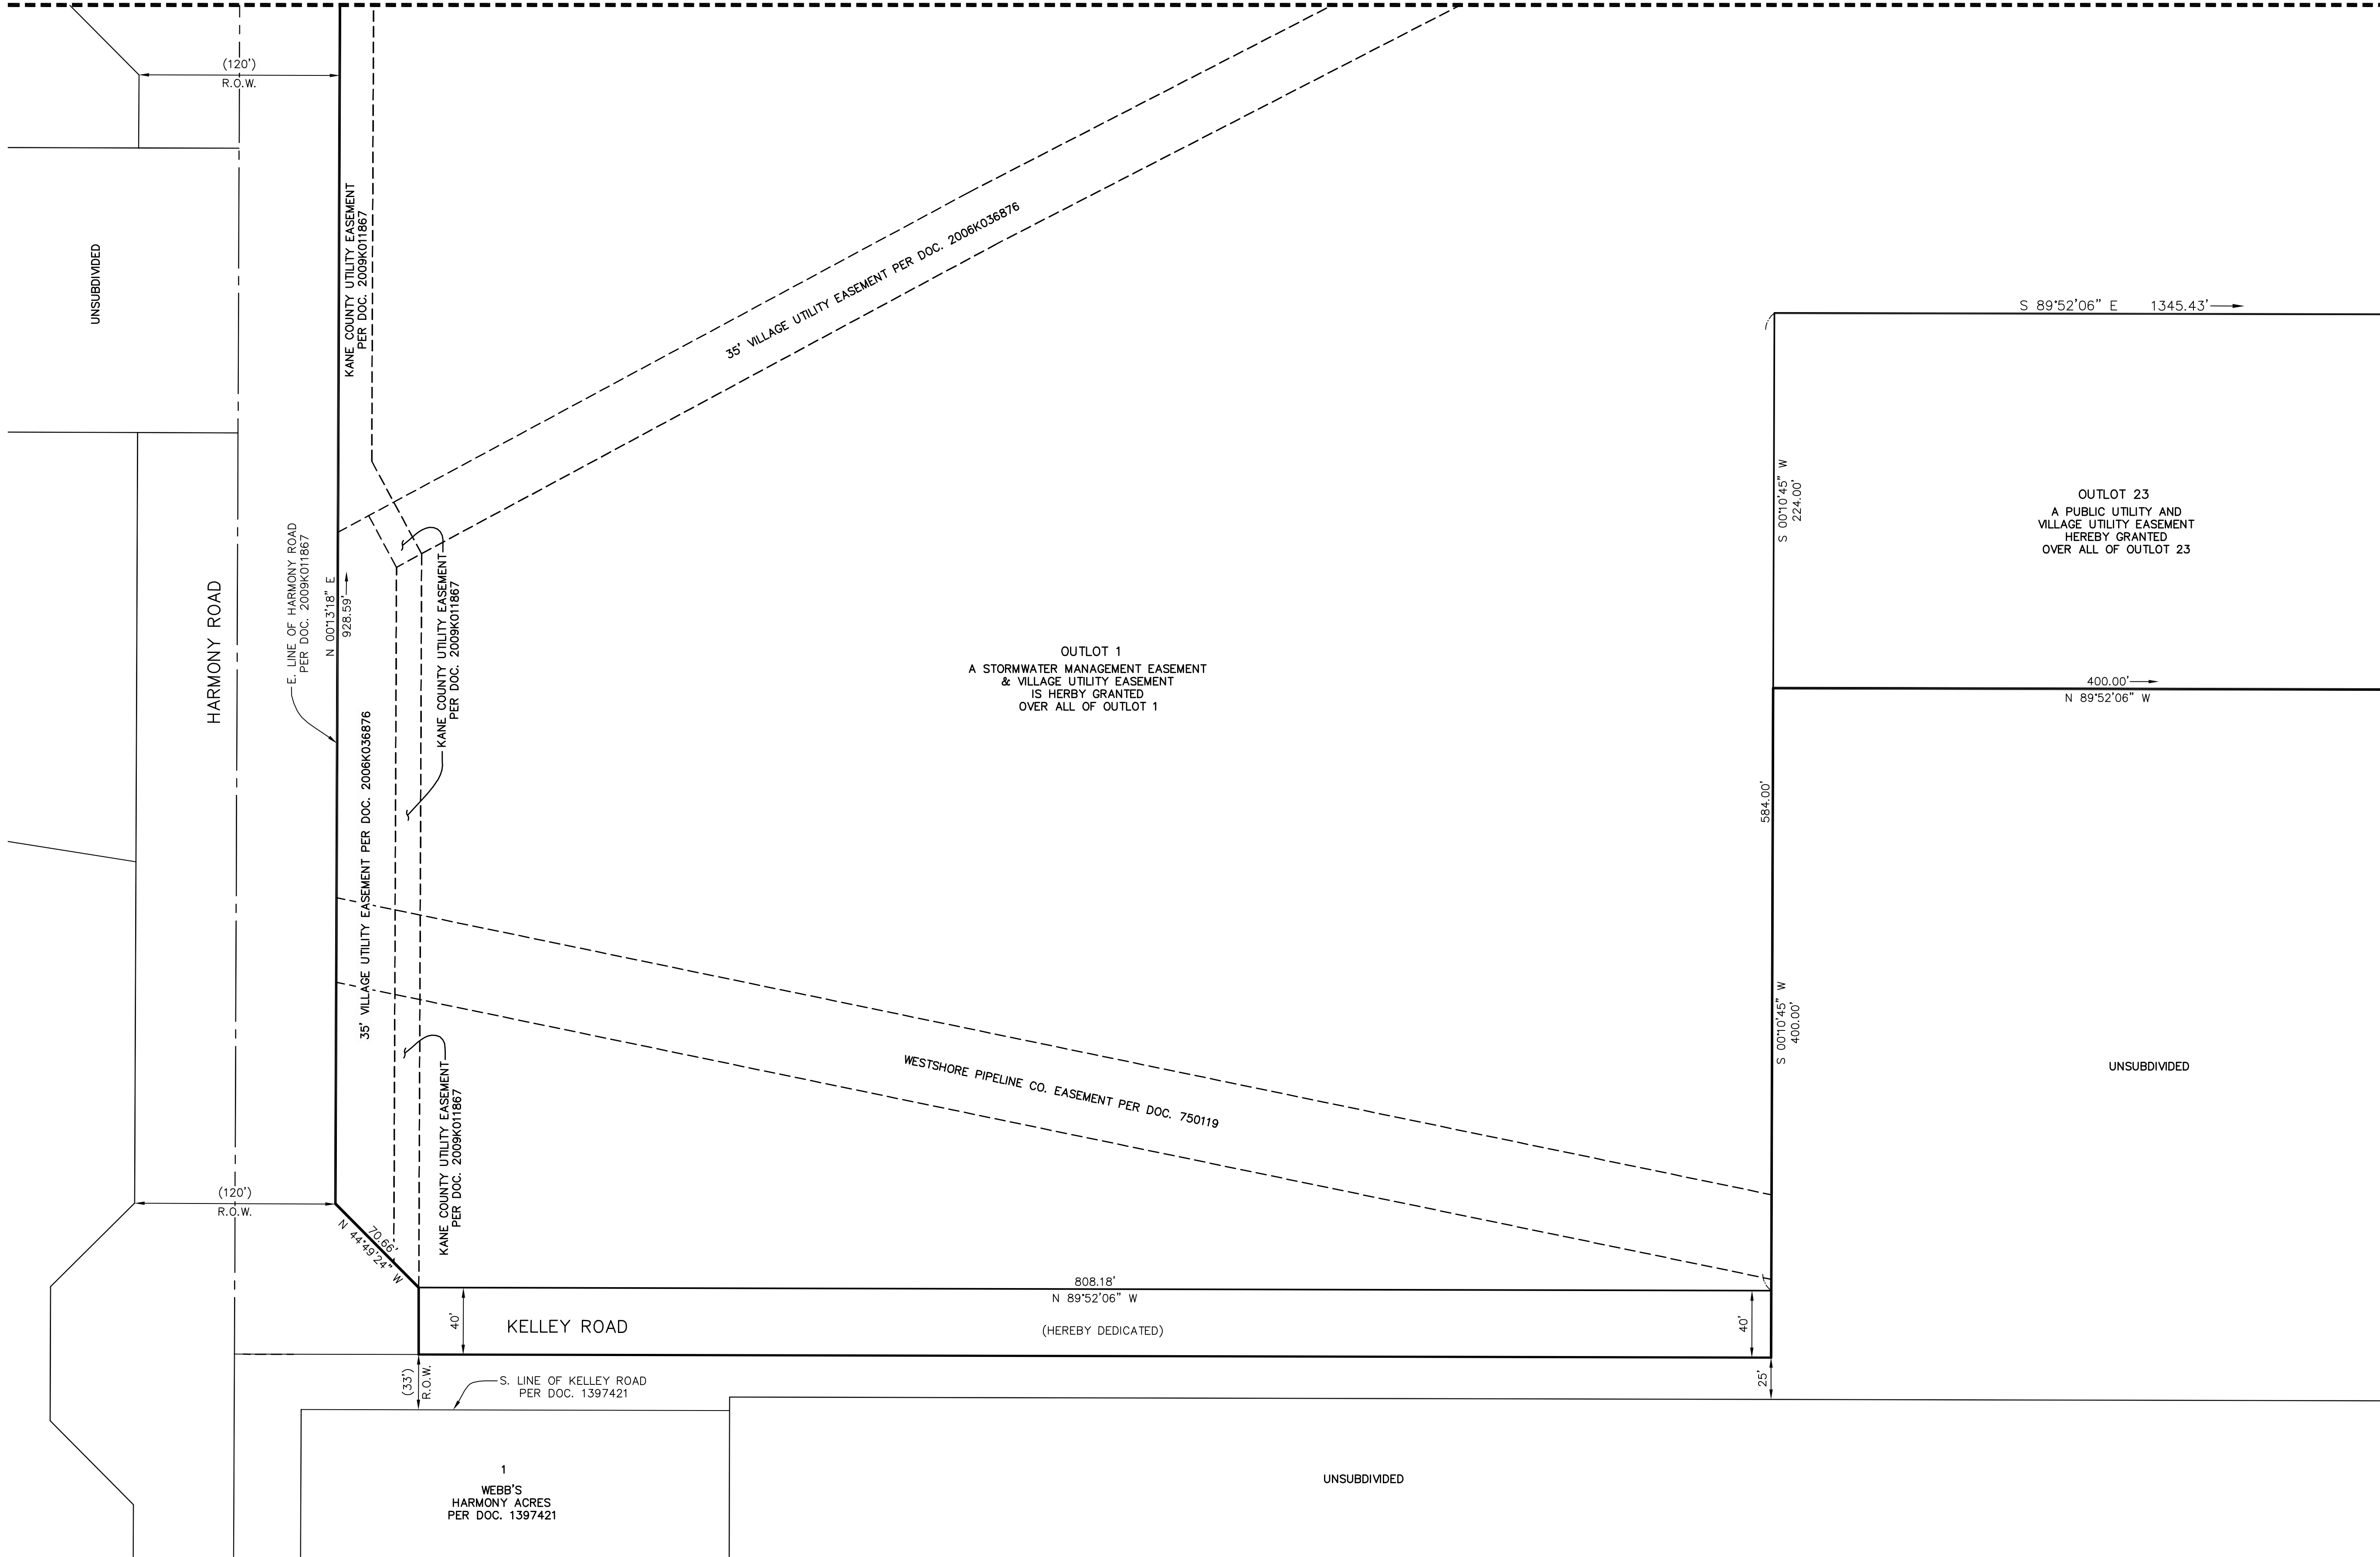 (120')
R.O.W.
UNSUBDIVIDED
KANE COUNTY UTILITY EASEMENT
PER DOC. 2009K011867
35' VILLAGE UTILITY EASEMENT PER DOC. 2006K036876
S 89°52'06" E 1345.43'
S 00°10'45" W
224.00'
OUTLOT 23
A PUBLIC UTILITY AND
VILLAGE UTILITY EASEMENT
HEREBY GRANTED
OVER ALL OF OUTLOT 23
HARMONY ROAD
E. LINE OF HARMONY ROAD
PER DOC. 2009K011867
N 00°13'18" E
928.59'
KANE COUNTY UTILITY EASEMENT
PER DOC. 2009K011867
OUTLOT 1
A STORMWATER MANAGEMENT EASEMENT
& VILLAGE UTILITY EASEMENT
IS HERBY GRANTED
OVER ALL OF OUTLOT 1
400.00'
N 89°52'06" W
584.00'
35' VILLAGE UTILITY EASEMENT PER DOC. 2006K036876
S 00°10'45" W
400.00'
UNSUBDIVIDED
WESTSHORE PIPELINE CO. EASEMENT PER DOC. 750119
KANE COUNTY UTILITY EASEMENT
PER DOC. 2009K011867
(120')
R.O.W.
70.66'
N 44°49'24" W
808.18'
N 89°52'06" W
40'
KELLEY ROAD
(HEREBY DEDICATED)
40'
(33')
R.O.W.
S. LINE OF KELLEY ROAD
PER DOC. 1397421
25'
1
WEBB'S
HARMONY ACRES
PER DOC. 1397421
UNSUBDIVIDED